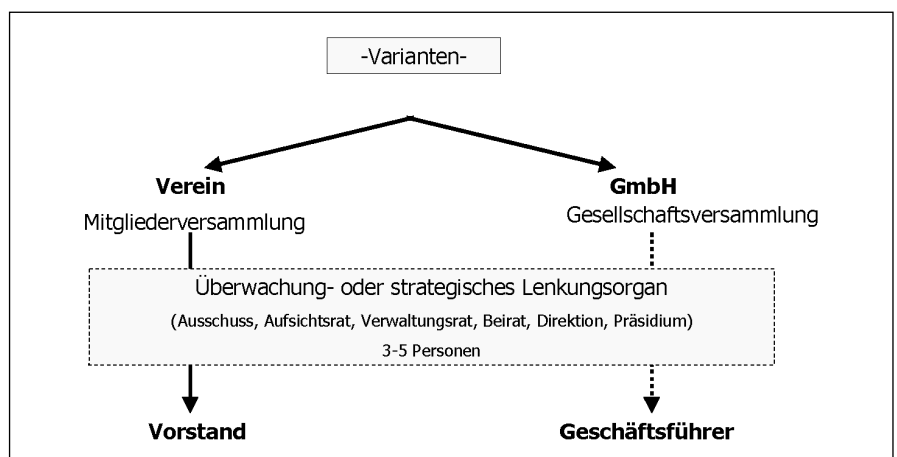 -Varianten-
Verein
GmbH
Mitgliederversammlung
Gesellschaftsversammlung
Überwachung- oder strategisches Lenkungsorgan
(Ausschuss, Aufsichtsrat, Verwaltungsrat, Beirat, Direktion, Präsidium)
3-5 Personen
Vorstand
Geschäftsführer